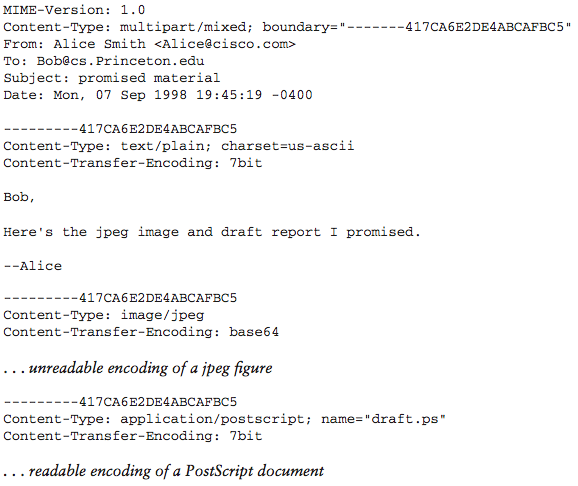 MIME-Version: 1.0
Content-Type: multipart/mixed; boundary="-------417CA6E2DE4ABCAFBC5"
From: Alice Smith <Alice@cisco.com>
To: Bob@cs.Princeton.edu
Subject: promised material
Date: Mon, 07 Sep 1998 19:45:19 -0400
---------417CA6E2DE4ABCAFBC5
Content-Type: text/plain; charset=us-ascii
Content-Transfer-Encoding: 7bit
Bob,
Here's the jpeg image and draft report I promised.
--Alice
---------417CA6E2DE4ABCAFBC5
Content-Type: image/jpeg
Content-Transfer-Encoding: base64
. . . unreadable encoding of a jpeg figure
---------417CA6E2DE4ABCAFBC5
Content-Type: application/postscript; name="draft.ps"
Content-Transfer-Encoding: 7bit
. . . readable encoding of a PostScript document